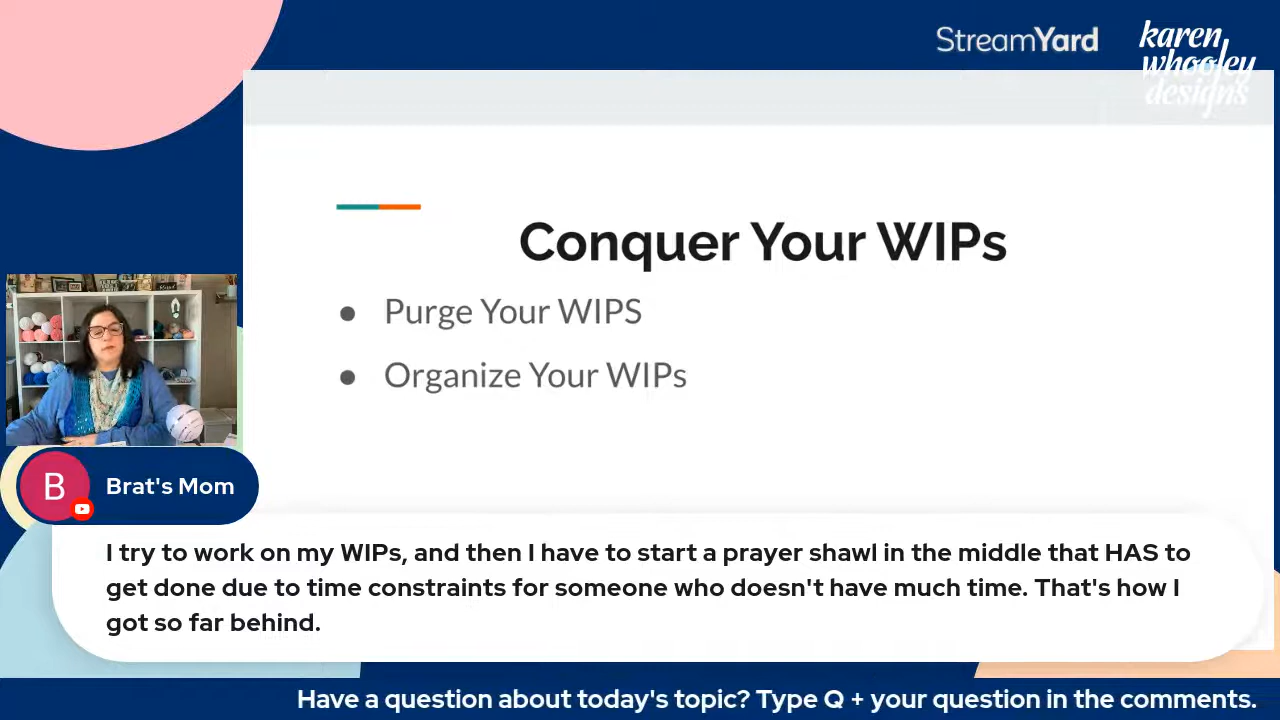 StreamYard
karen
whooley
designs
Conquer Your WIPs
● Purge Your WIPS
● Organize Your WIPs
B
Brat's Mom
I try to work on my WIPs, and then I have to start a prayer shawl in the middle that HAS to
get done due to time constraints for someone who doesn't have much time. That's how I
got so far behind.
Have a question about today's topic? Type Q + your question in the comments.